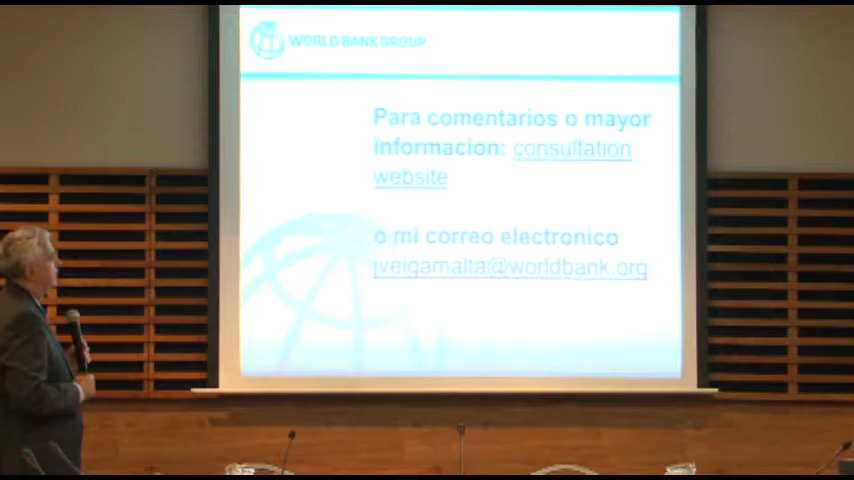 WORLD BANK GROUP
Para comentarios o mayor
informacion: consultation
website
o mi correo electronico
jveigamalta@worldbank.org